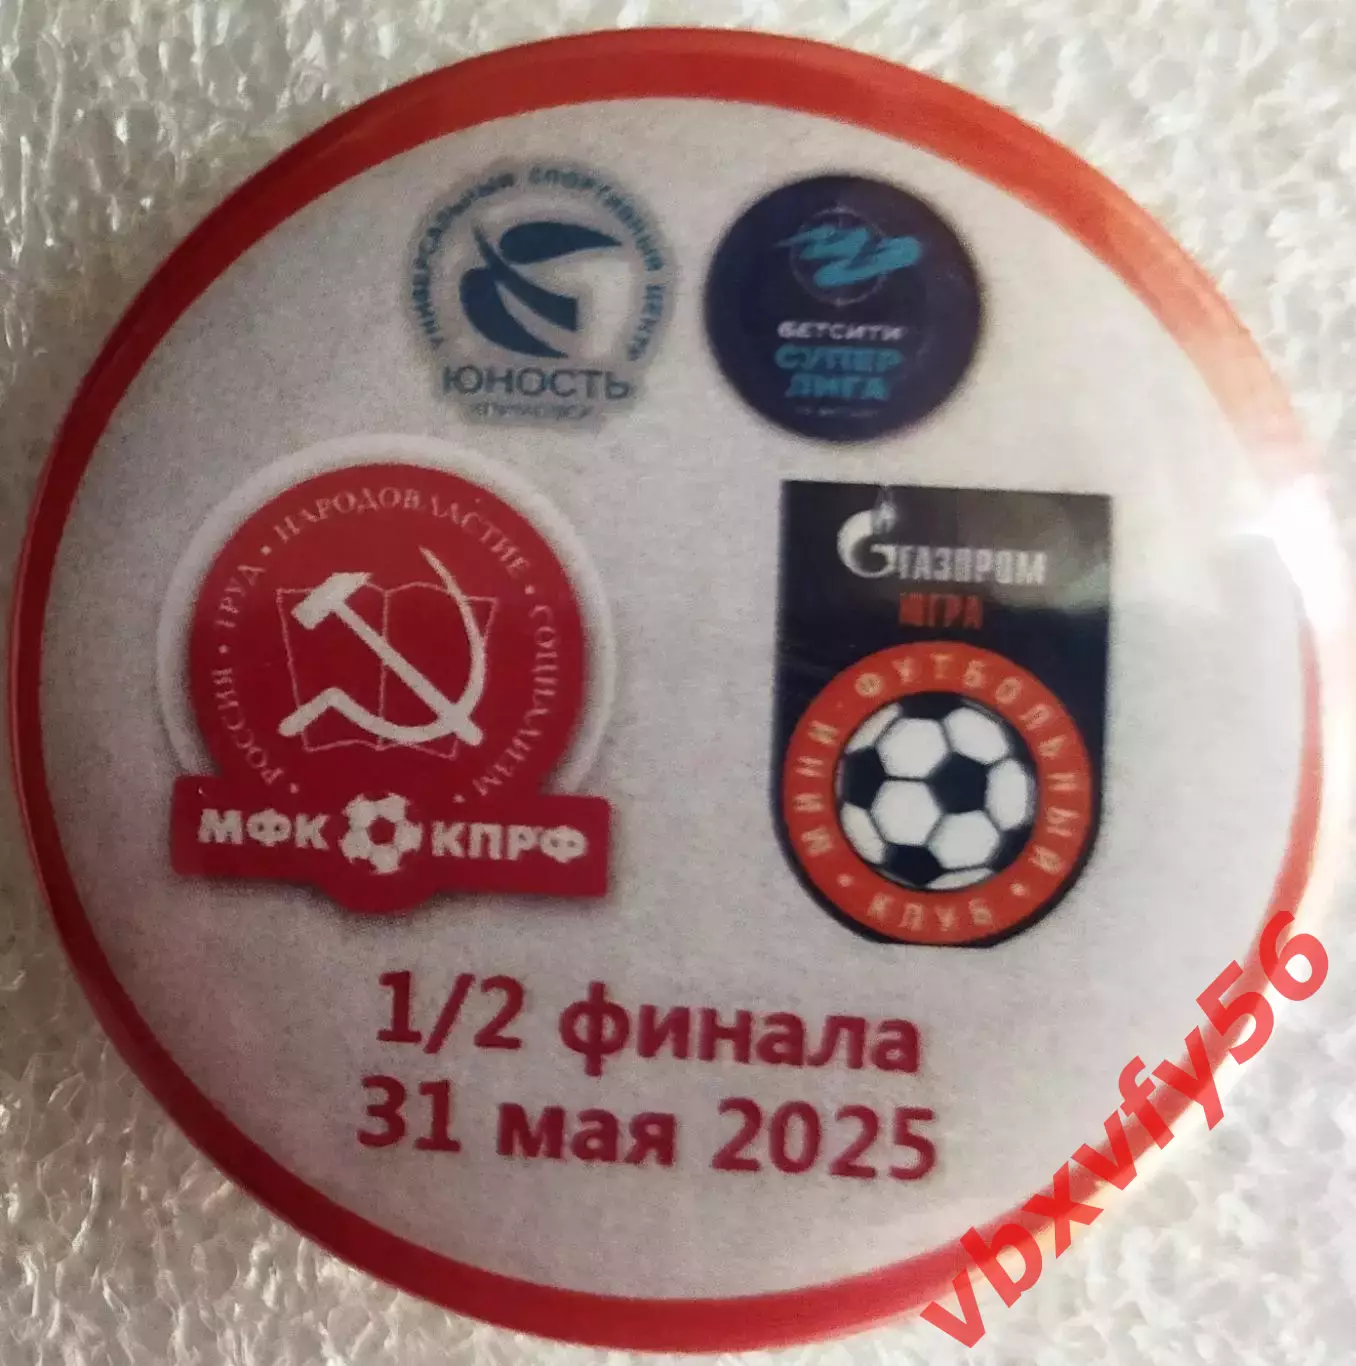 УНИВЕРСАЛЬНЫЙ СПОРТИВНЫЙ ЦЕНТР
ЮНОСТЬ
БЕТСИТИ
СУПЕР
ЛИГА
РОССИЯ · ТРУД · НАРОДОВЛАСТИЕ · СОЦИАЛИЗМ ·
МФК КПРФ
ГАЗПРОМ
ЮГРА
МИНИ-ФУТБОЛЬНЫЙ
· КЛУБ ·
1/2 финала
31 мая 2025
vbxvfy56